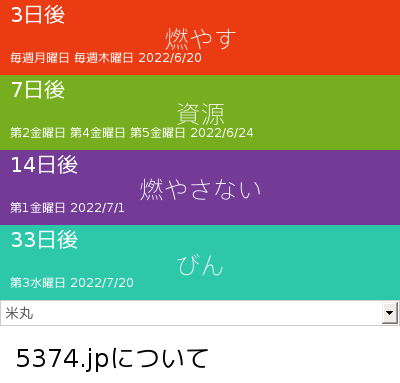 3日後
燃やす
毎週月曜日 毎週木曜日 2022/6/20
7日後
資源
第2金曜日 第4金曜日 第5金曜日 2022/6/24
14日後
燃やさない
第1金曜日 2022/7/1
33日後
びん
第3水曜日 2022/7/20
米丸
5374.jpについて